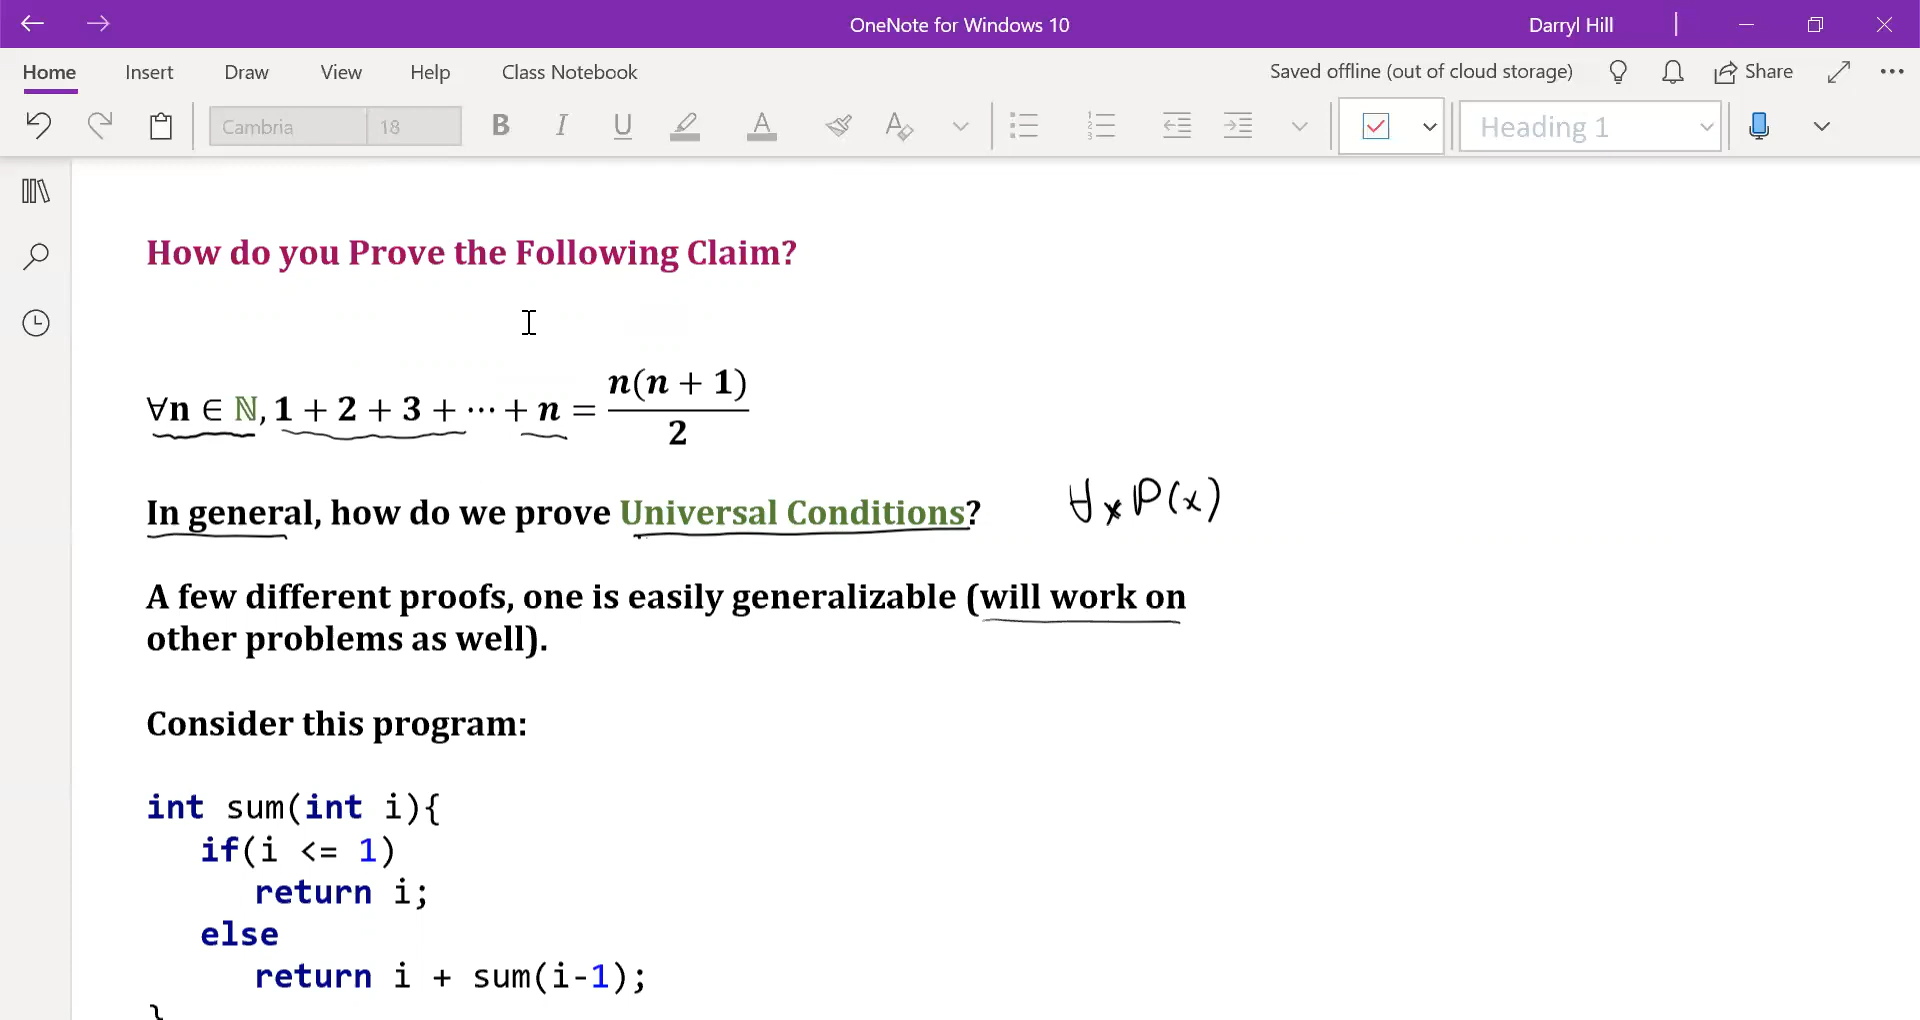 OneNote for Windows 10
Darryl Hill
Home Insert Draw View Help Class Notebook
Saved offline (out of cloud storage)
Share
Cambria 18 B I U A A Heading 1
How do you Prove the Following Claim?
∀n ∈ ℕ, 1 + 2 + 3 + ⋯ + n = n(n + 1) / 2
In general, how do we prove Universal Conditions?
∀x P(x)
A few different proofs, one is easily generalizable (will work on
other problems as well).
Consider this program:
int sum(int i){
if(i <= 1)
return i;
else
return i + sum(i-1);
}